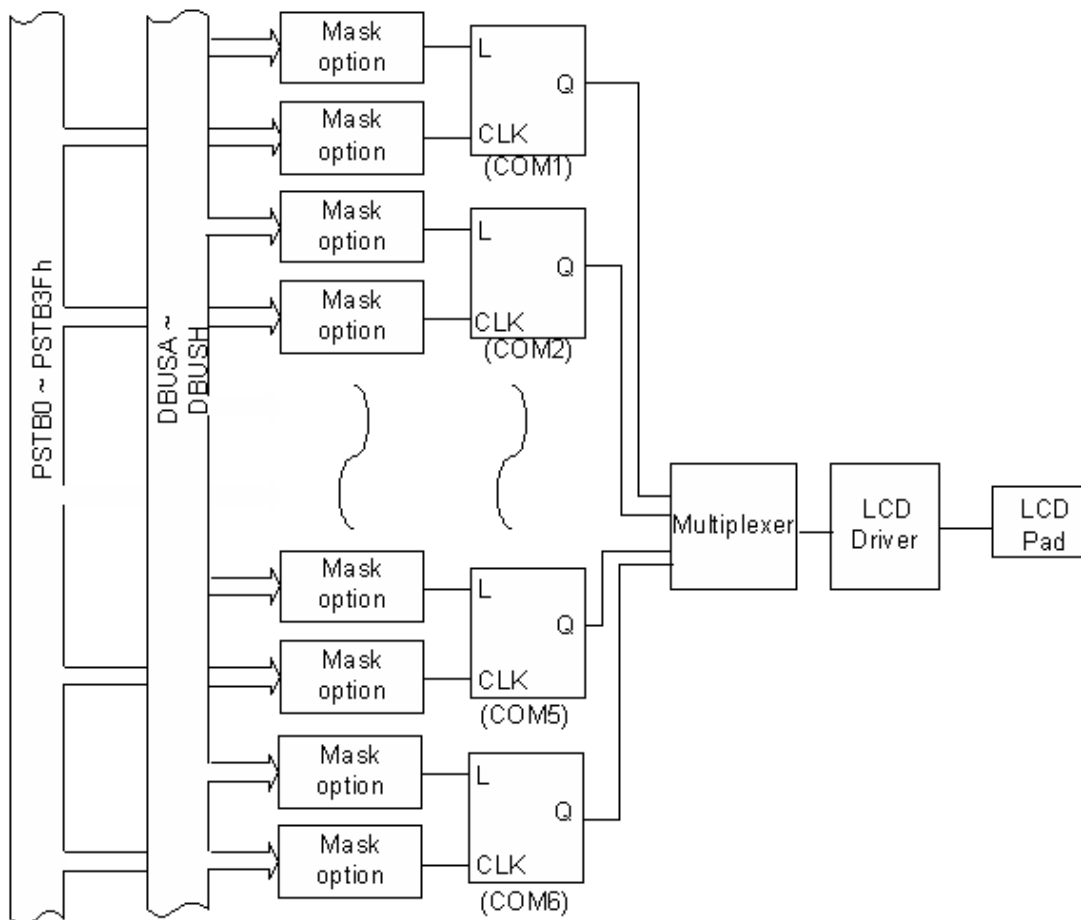 PSTB0 ~ PSTB3Fh
DBUSA ~
DBUSH
Mask
option
L
Q
Mask
option
CLK
(COM1)
Mask
option
L
Q
Mask
option
CLK
(COM2)
Mask
option
L
Q
Mask
option
CLK
(COM5)
Mask
option
L
Q
Mask
option
CLK
(COM6)
Multiplexer
LCD
Driver
LCD
Pad